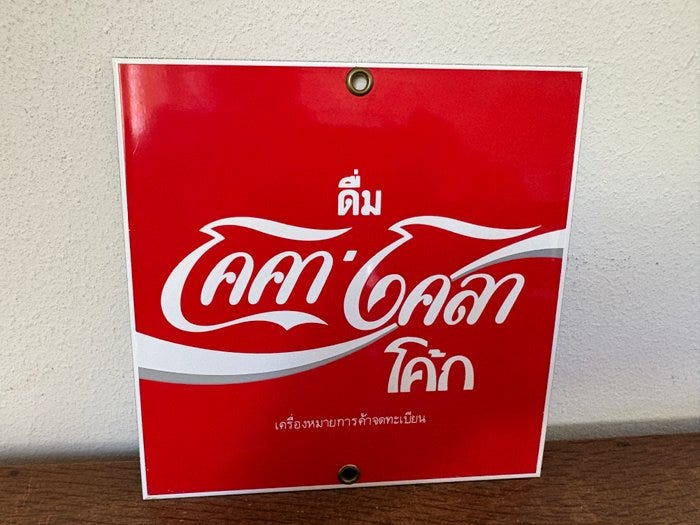 ดื่ม
โคคา-โคลา
โค้ก
เครื่องหมายการค้าจดทะเบียน